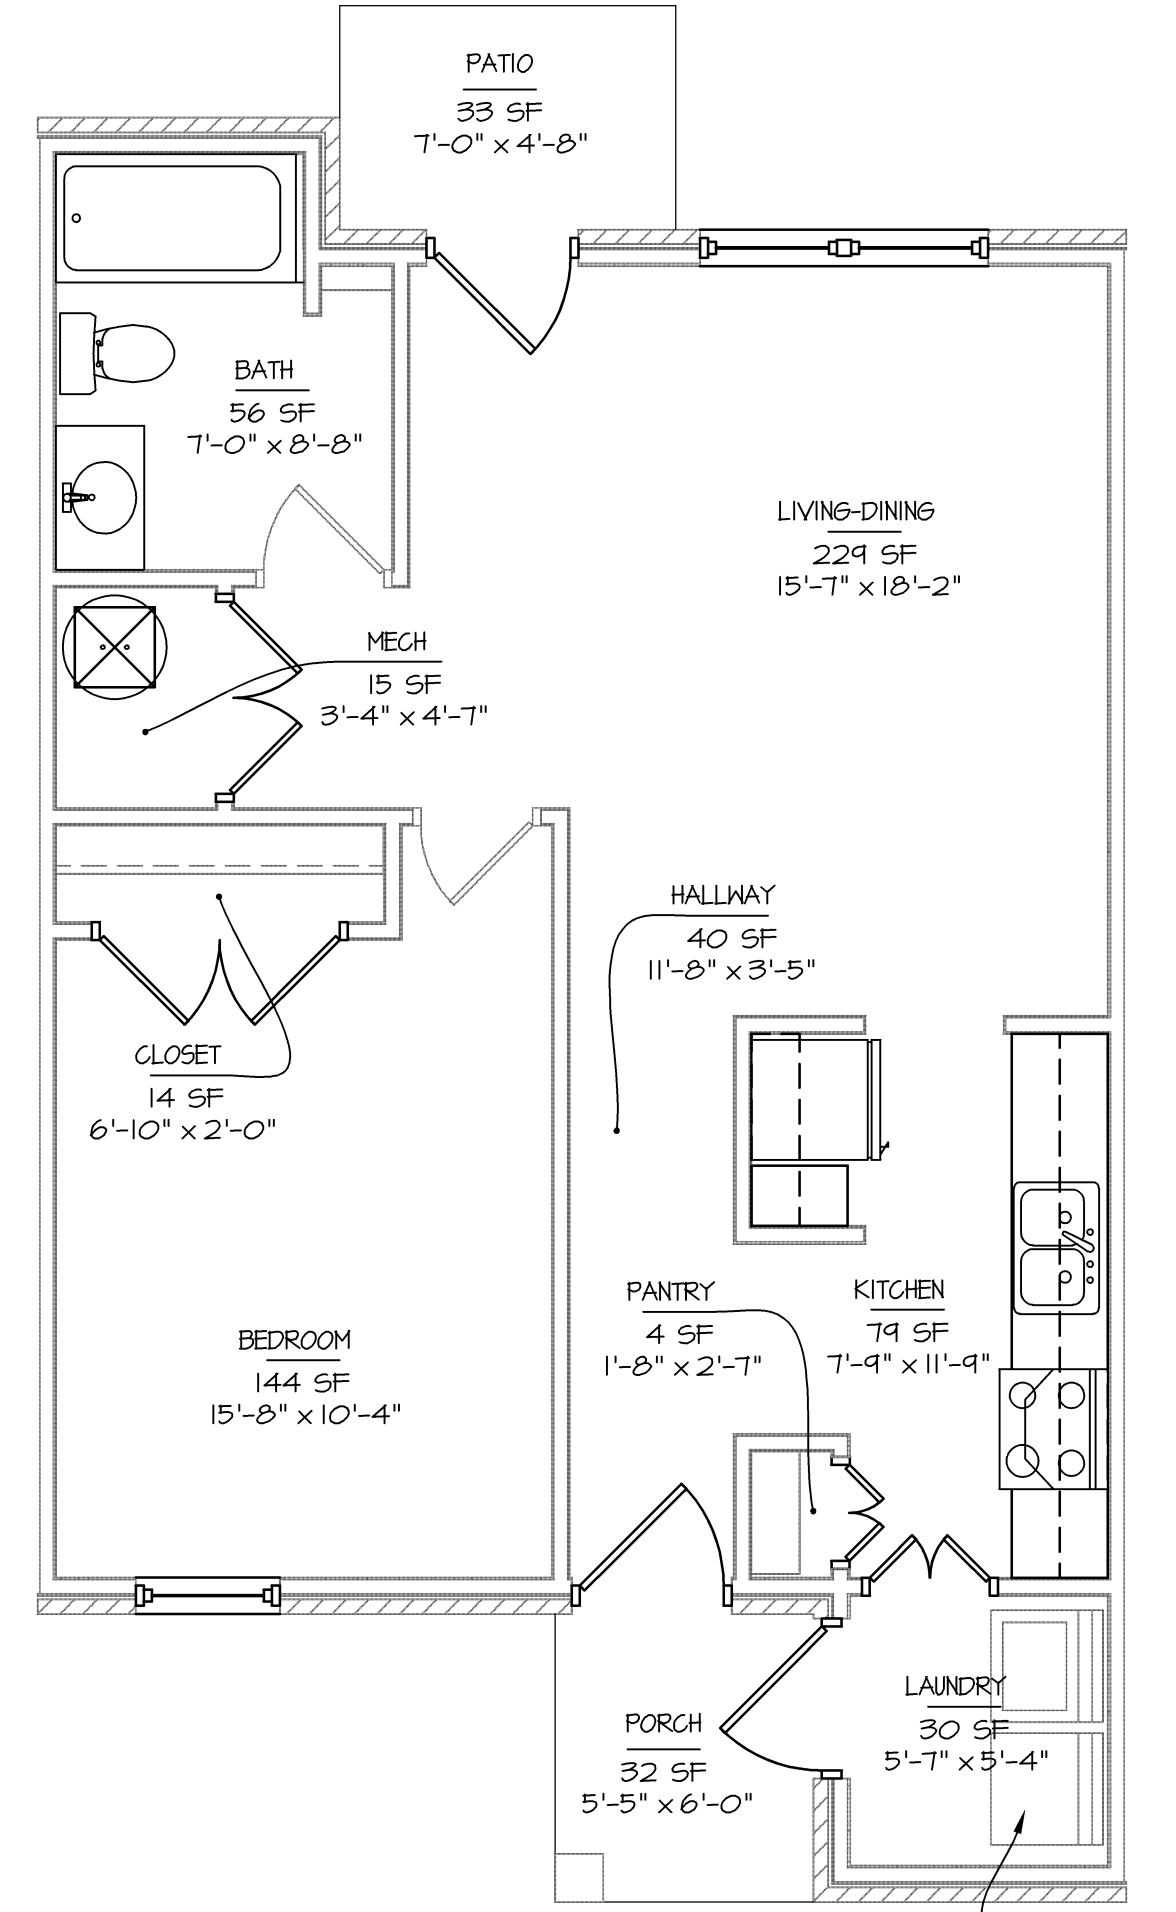 PATIO
33 SF
7'-0" x 4'-8"
BATH
56 SF
7'-0" x 8'-8"
LIVING-DINING
229 SF
15'-7" x 18'-2"
MECH
15 SF
3'-4" x 4'-7"
HALLWAY
40 SF
11'-8" x 3'-5"
CLOSET
14 SF
6'-10" x 2'-0"
PANTRY
4 SF
1'-8" x 2'-7"
KITCHEN
79 SF
7'-9" x 11'-9"
BEDROOM
144 SF
15'-8" x 10'-4"
LAUNDRY
30 SF
5'-7" x 5'-4"
PORCH
32 SF
5'-5" x 6'-0"